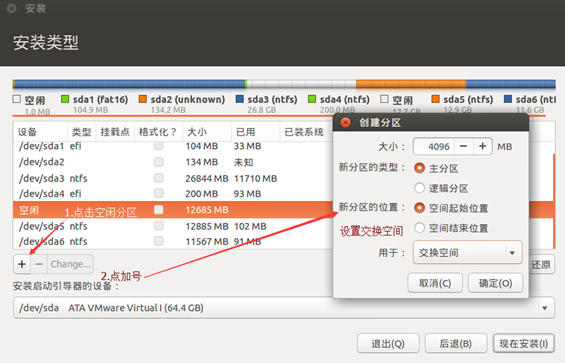 安装
安装类型
空闲 sda1 (fat16) sda2 (unknown) sda3 (ntfs) sda4 (ntfs) 空闲 sda5 (ntfs) sda6 (ntf
1.0 MB 104.9 MB 134.2 MB 26.8 GB 200.0 MB 12.7 GB 12.9 GB 11.6 GB
设备 类型 挂载点 格式化？ 大小 已用 已装系统
/dev/sda1 efi 104 MB 33 MB
/dev/sda2 134 MB 未知
/dev/sda3 ntfs 26844 MB 11710 MB
/dev/sda4 efi 200 MB 93 MB
空闲 12685 MB
/dev/sda5 ntfs 12885 MB 102 MB
/dev/sda6 ntfs 11567 MB 91 MB
1.点击空闲分区
2.点加号
+ − Change... 还原
安装启动引导器的设备：
/dev/sda ATA VMware Virtual I (64.4 GB)
退出(Q) 后退(B) 现在安装(I)
创建分区
大小： 4096 − + MB
新分区的类型： 主分区
逻辑分区
新分区的位置： 空间起始位置
空间结束位置
设置交换空间
用于： 交换空间
取消(C) 确定(O)